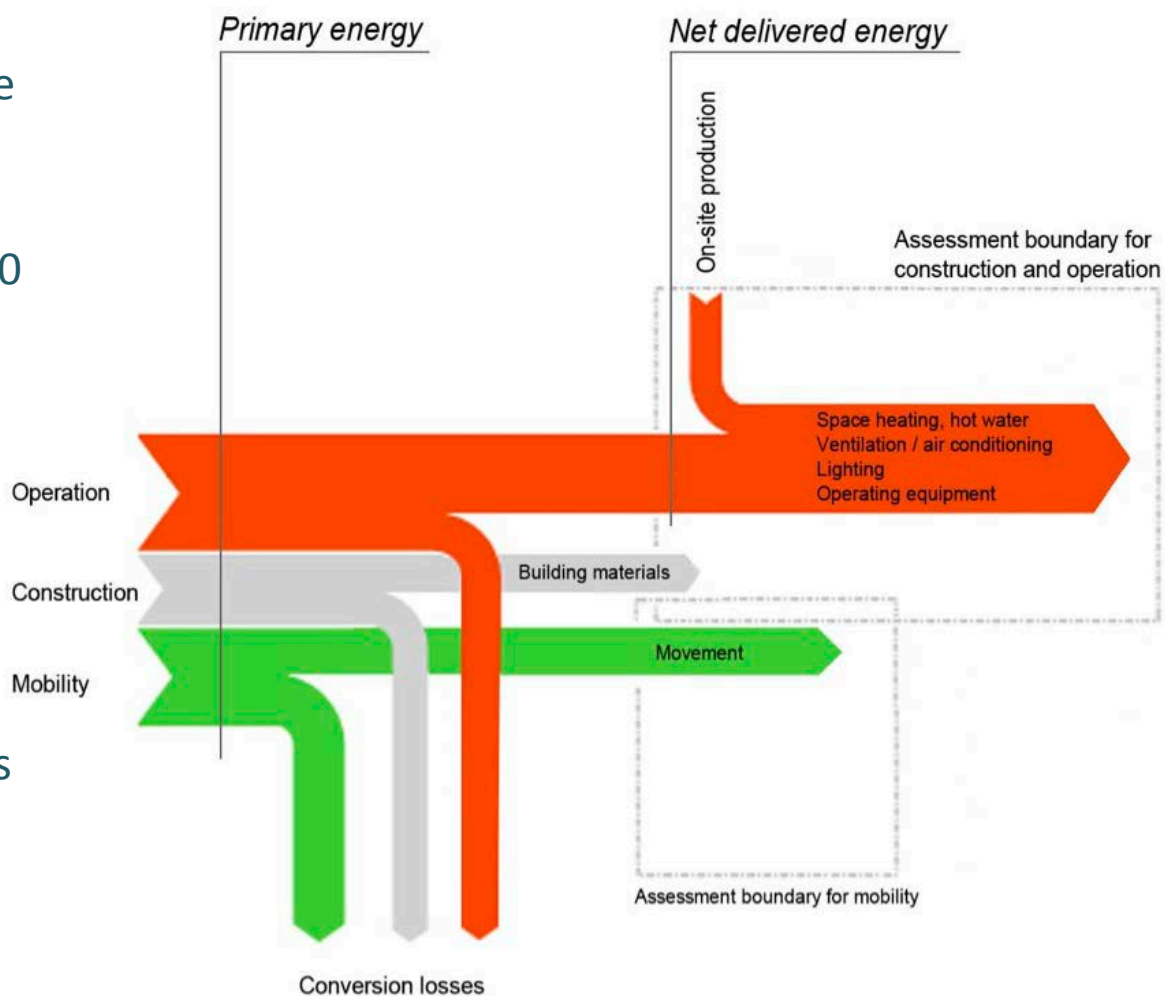 Primary energy
Net delivered energy
e
On-site production
0
Assessment boundary for
construction and operation
Space heating, hot water
Ventilation / air conditioning
Lighting
Operating equipment
Operation
Building materials
Construction
Movement
Mobility
s
Assessment boundary for mobility
Conversion losses